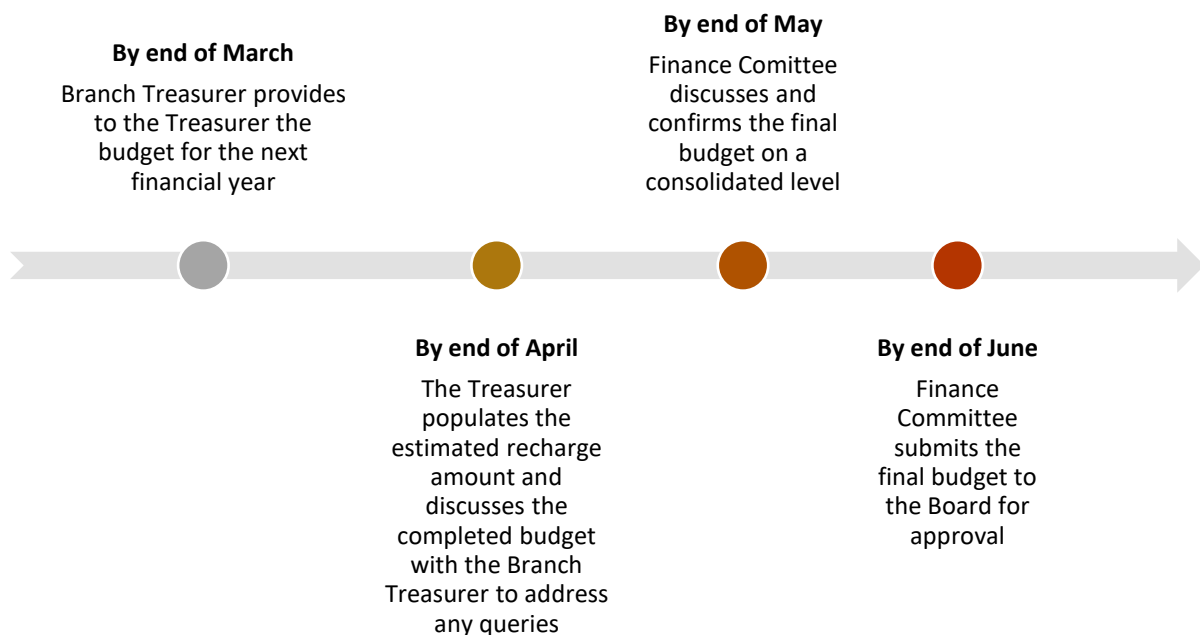 By end of March
Branch Treasurer provides
to the Treasurer the
budget for the next
financial year
By end of April
The Treasurer
populates the
estimated recharge
amount and
discusses the
completed budget
with the Branch
Treasurer to address
any queries
By end of May
Finance Comittee
discusses and
confirms the final
budget on a
consolidated level
By end of June
Finance
Committee
submits the
final budget to
the Board for
approval